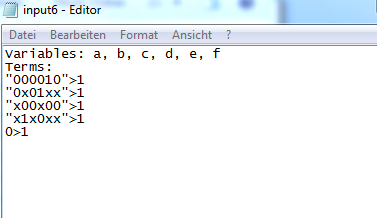 input6 - Editor
Datei Bearbeiten Format Ansicht ?
Variables: a, b, c, d, e, f
Terms:
"000010">1
"0x01xx">1
"x00x00">1
"x1x0xx">1
0>1